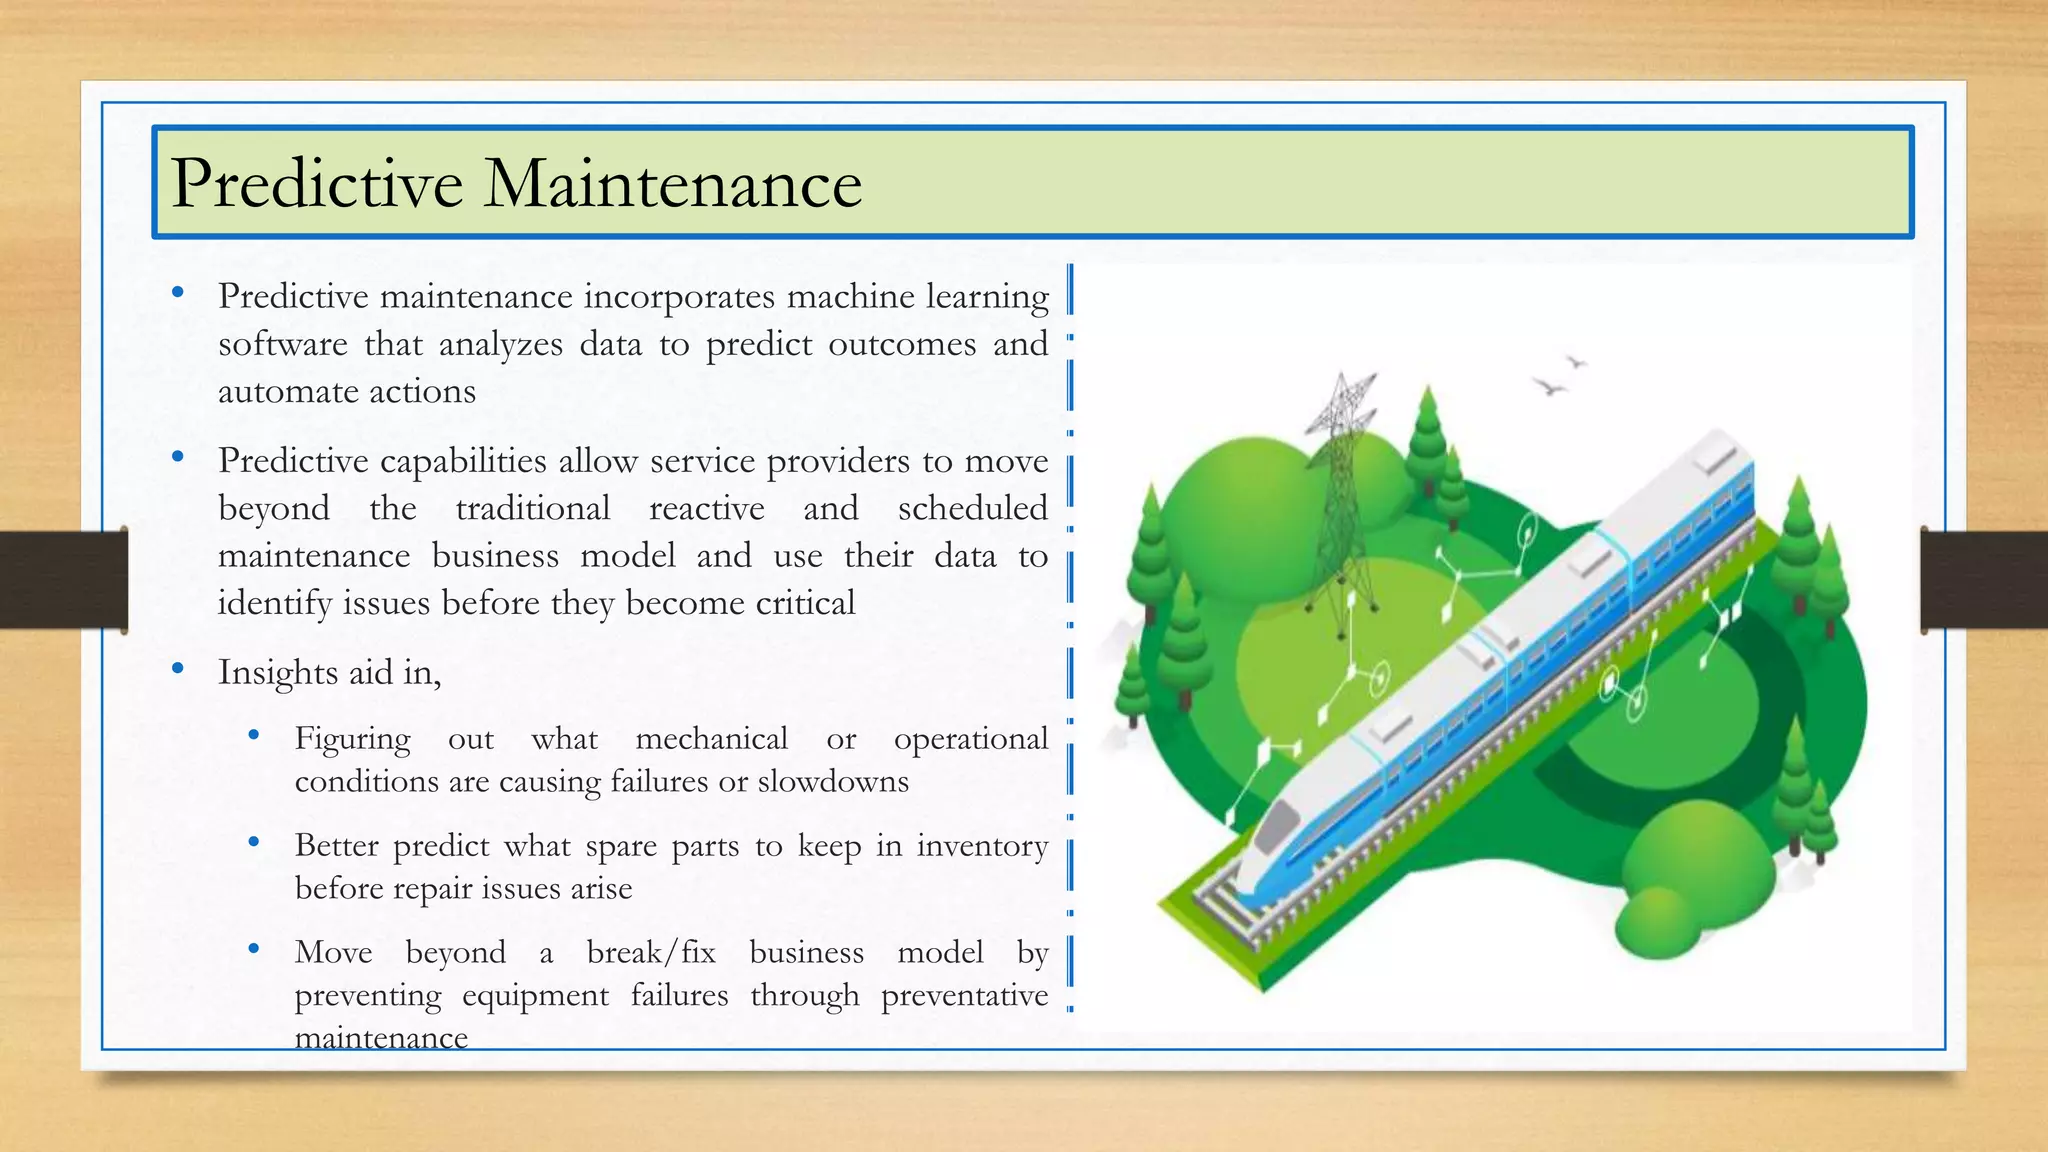 Predictive Maintenance
• Predictive maintenance incorporates machine learning
software that analyzes data to predict outcomes and
automate actions
• Predictive capabilities allow service providers to move
beyond the traditional reactive and scheduled
maintenance business model and use their data to
identify issues before they become critical
• Insights aid in,
• Figuring out what mechanical or operational
conditions are causing failures or slowdowns
• Better predict what spare parts to keep in inventory
before repair issues arise
• Move beyond a break/fix business model by
preventing equipment failures through preventative
maintenance